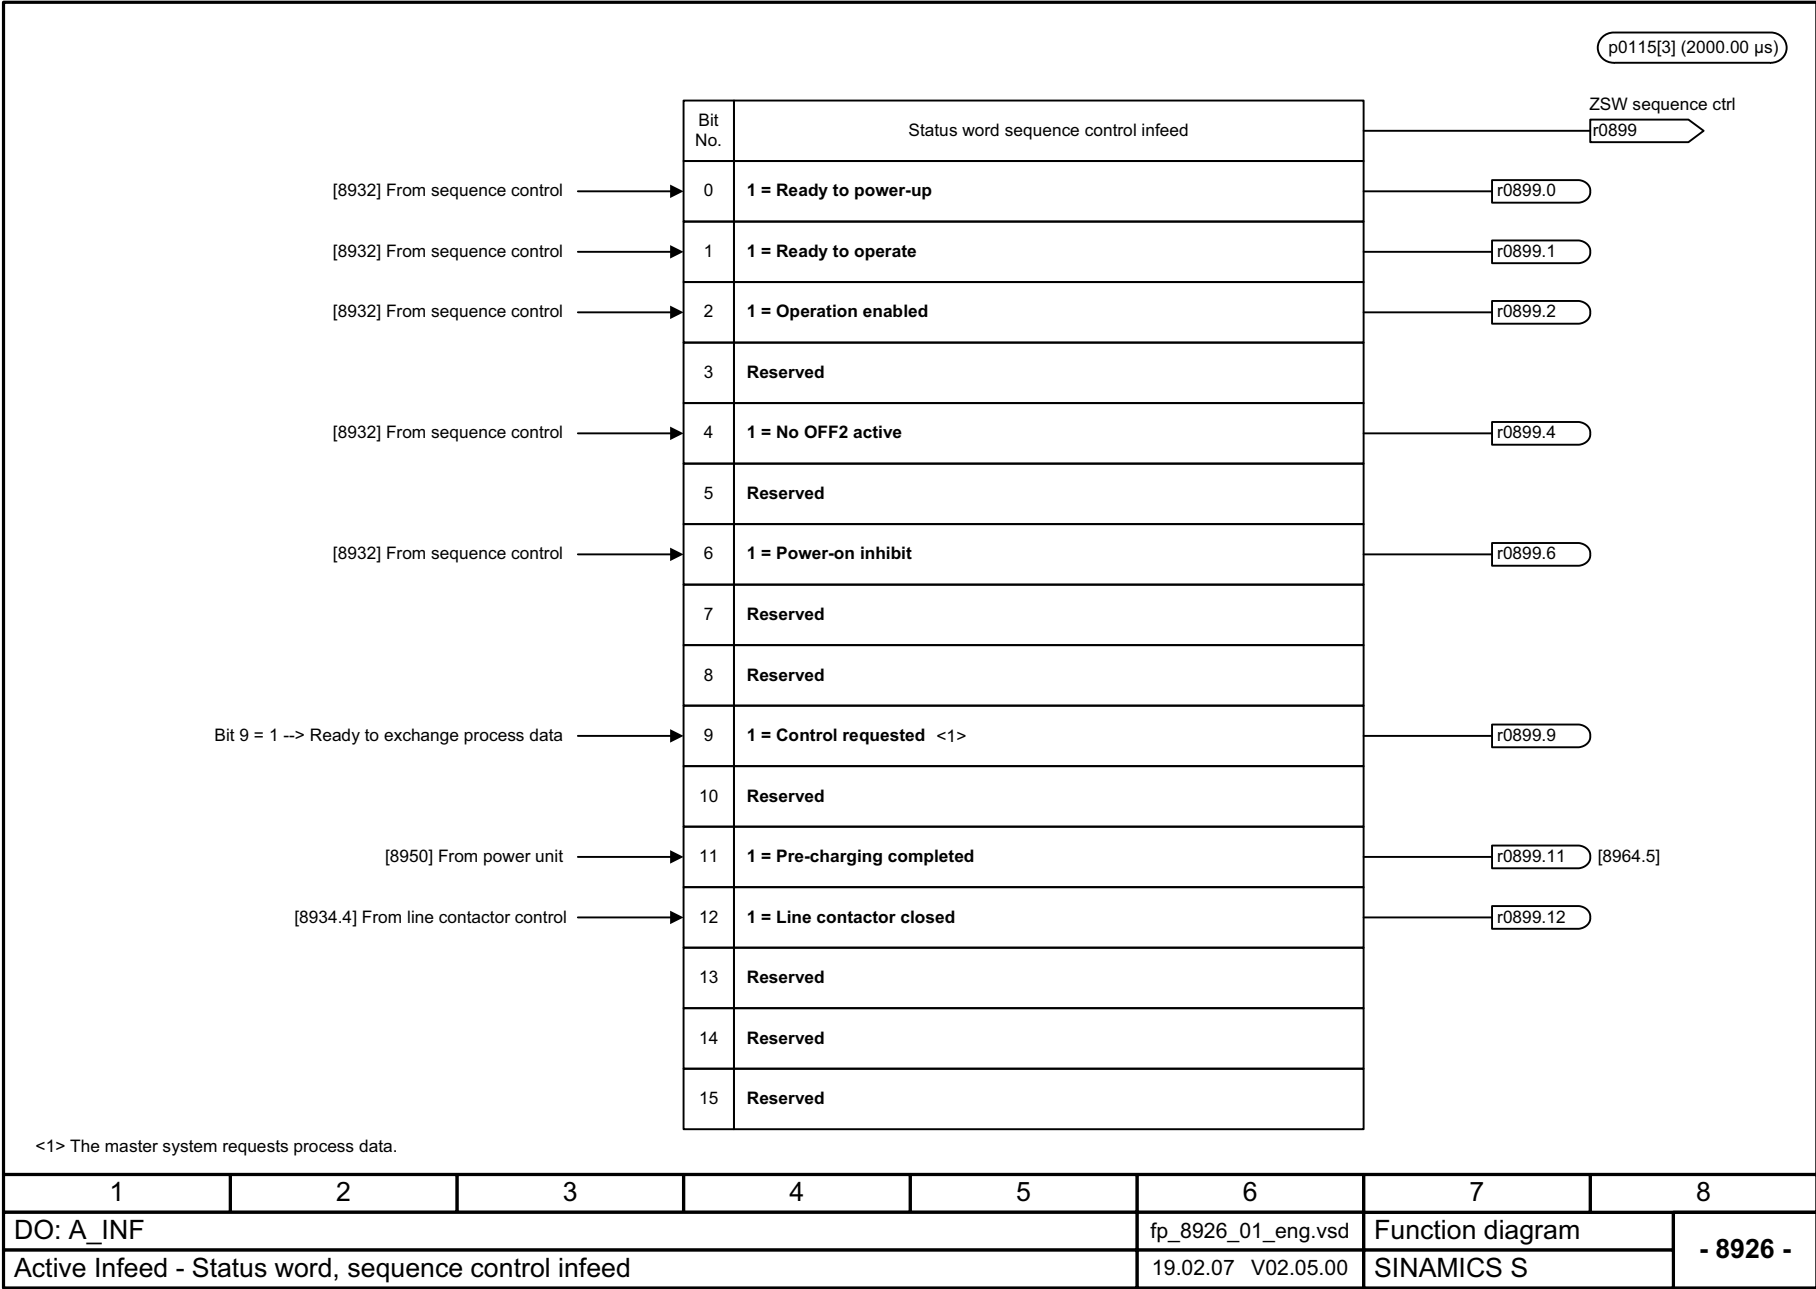 p0115[3] (2000.00 µs)
ZSW sequence ctrl
Bit No. Status word sequence control infeed r0899
[8932] From sequence control 0 1 = Ready to power-up r0899.0
[8932] From sequence control 1 1 = Ready to operate r0899.1
[8932] From sequence control 2 1 = Operation enabled r0899.2
3 Reserved
[8932] From sequence control 4 1 = No OFF2 active r0899.4
5 Reserved
[8932] From sequence control 6 1 = Power-on inhibit r0899.6
7 Reserved
8 Reserved
Bit 9 = 1 --> Ready to exchange process data 9 1 = Control requested <1> r0899.9
10 Reserved
[8950] From power unit 11 1 = Pre-charging completed r0899.11 [8964.5]
[8934.4] From line contactor control 12 1 = Line contactor closed r0899.12
13 Reserved
14 Reserved
15 Reserved
<1> The master system requests process data.
1 2 3 4 5 6 7 8
DO: A_INF fp_8926_01_eng.vsd Function diagram - 8926 -
Active Infeed - Status word, sequence control infeed 19.02.07 V02.05.00 SINAMICS S